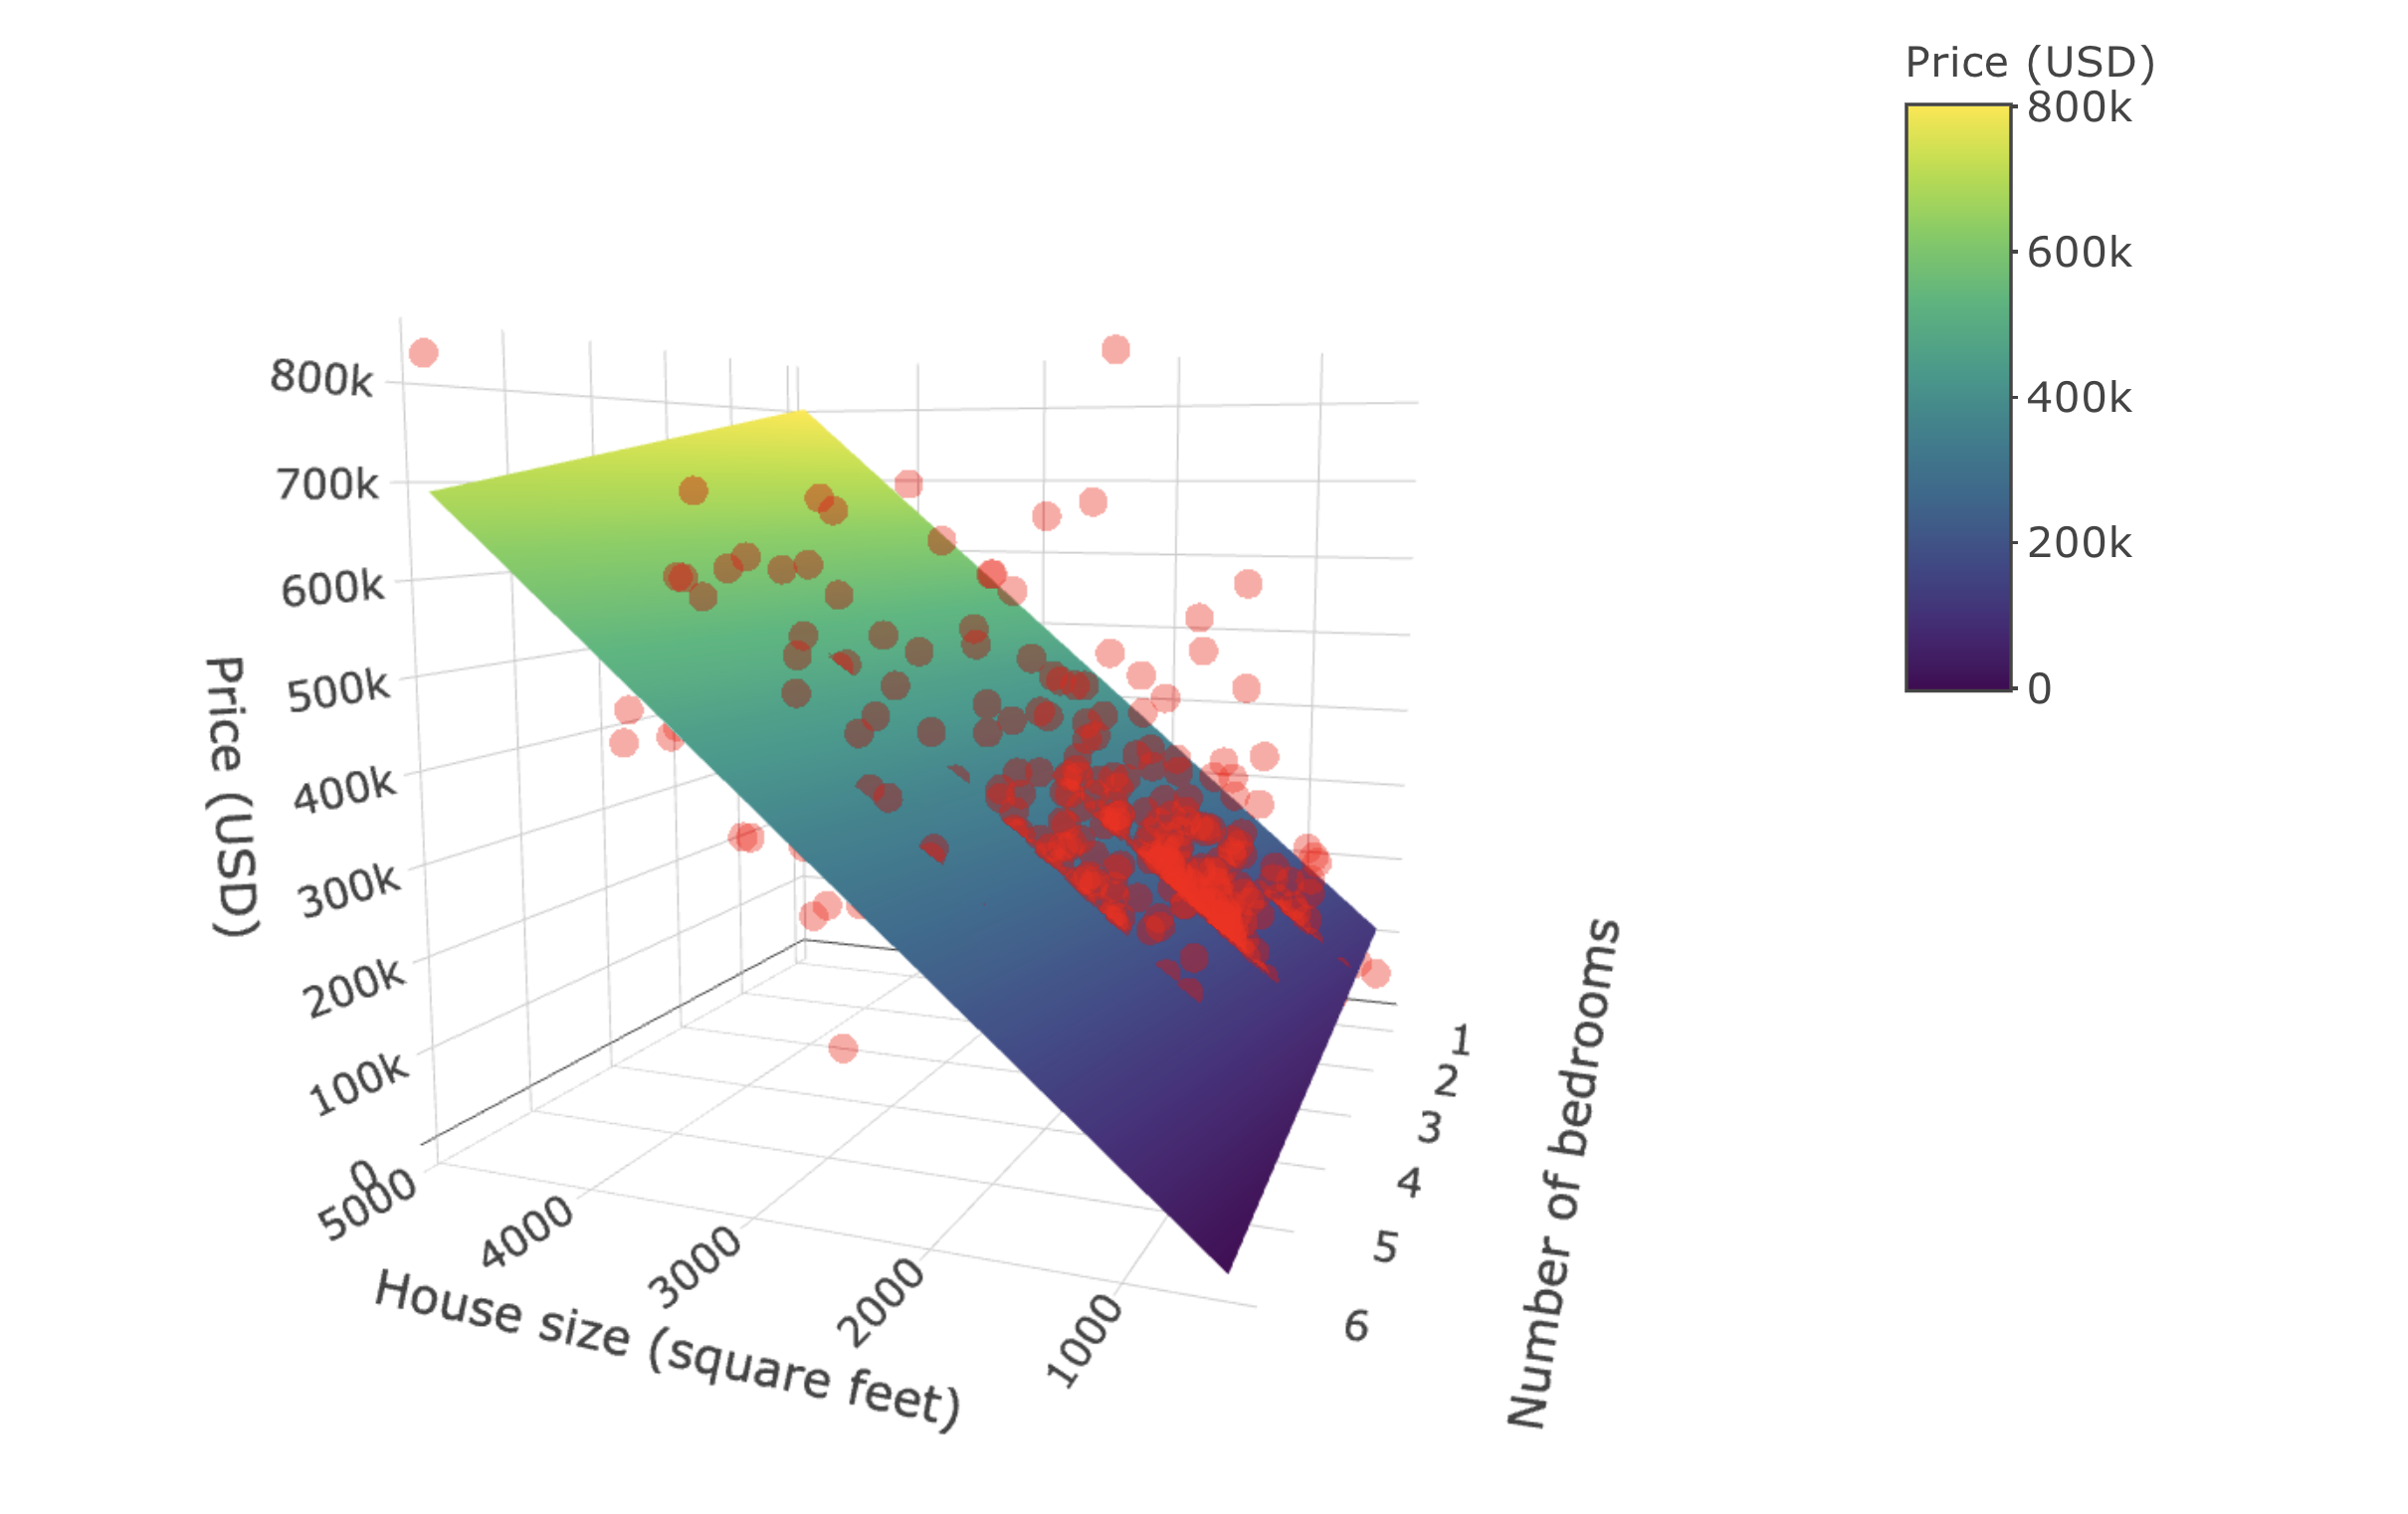 Price (USD)
800k
600k
400k
200k
0
800k
700k
600k
500k
400k
300k
200k
100k
0
Price (USD)
5000
4000
3000
2000
1000
House size (square feet)
1
2
3
4
5
6
Number of bedrooms